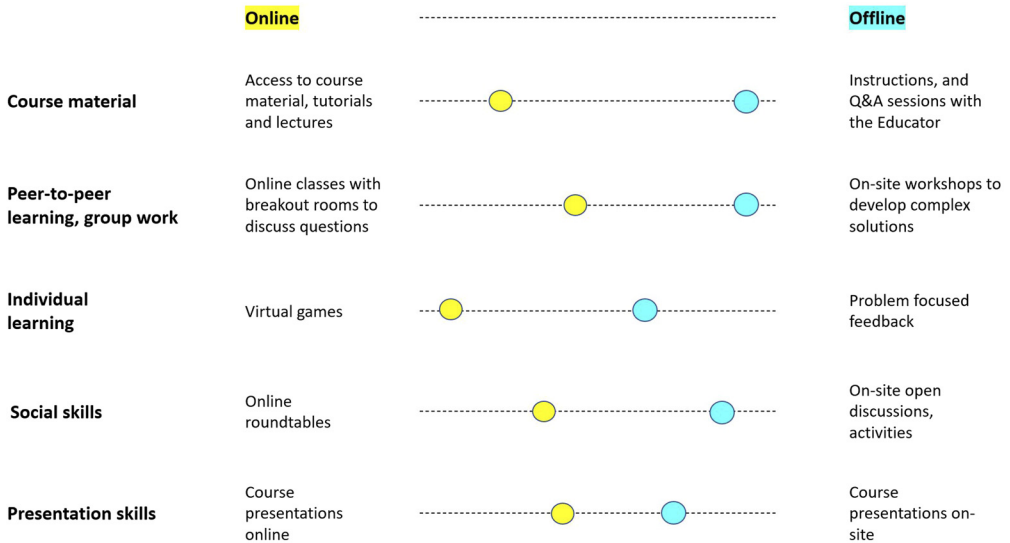 Online
Offline
Course material
Access to course
material, tutorials
and lectures
Instructions, and
Q&A sessions with
the Educator
Peer-to-peer
learning, group work
Online classes with
breakout rooms to
discuss questions
On-site workshops to
develop complex
solutions
Individual
learning
Virtual games
Problem focused
feedback
Social skills
Online
roundtables
On-site open
discussions,
activities
Presentation skills
Course
presentations
online
Course
presentations on-
site